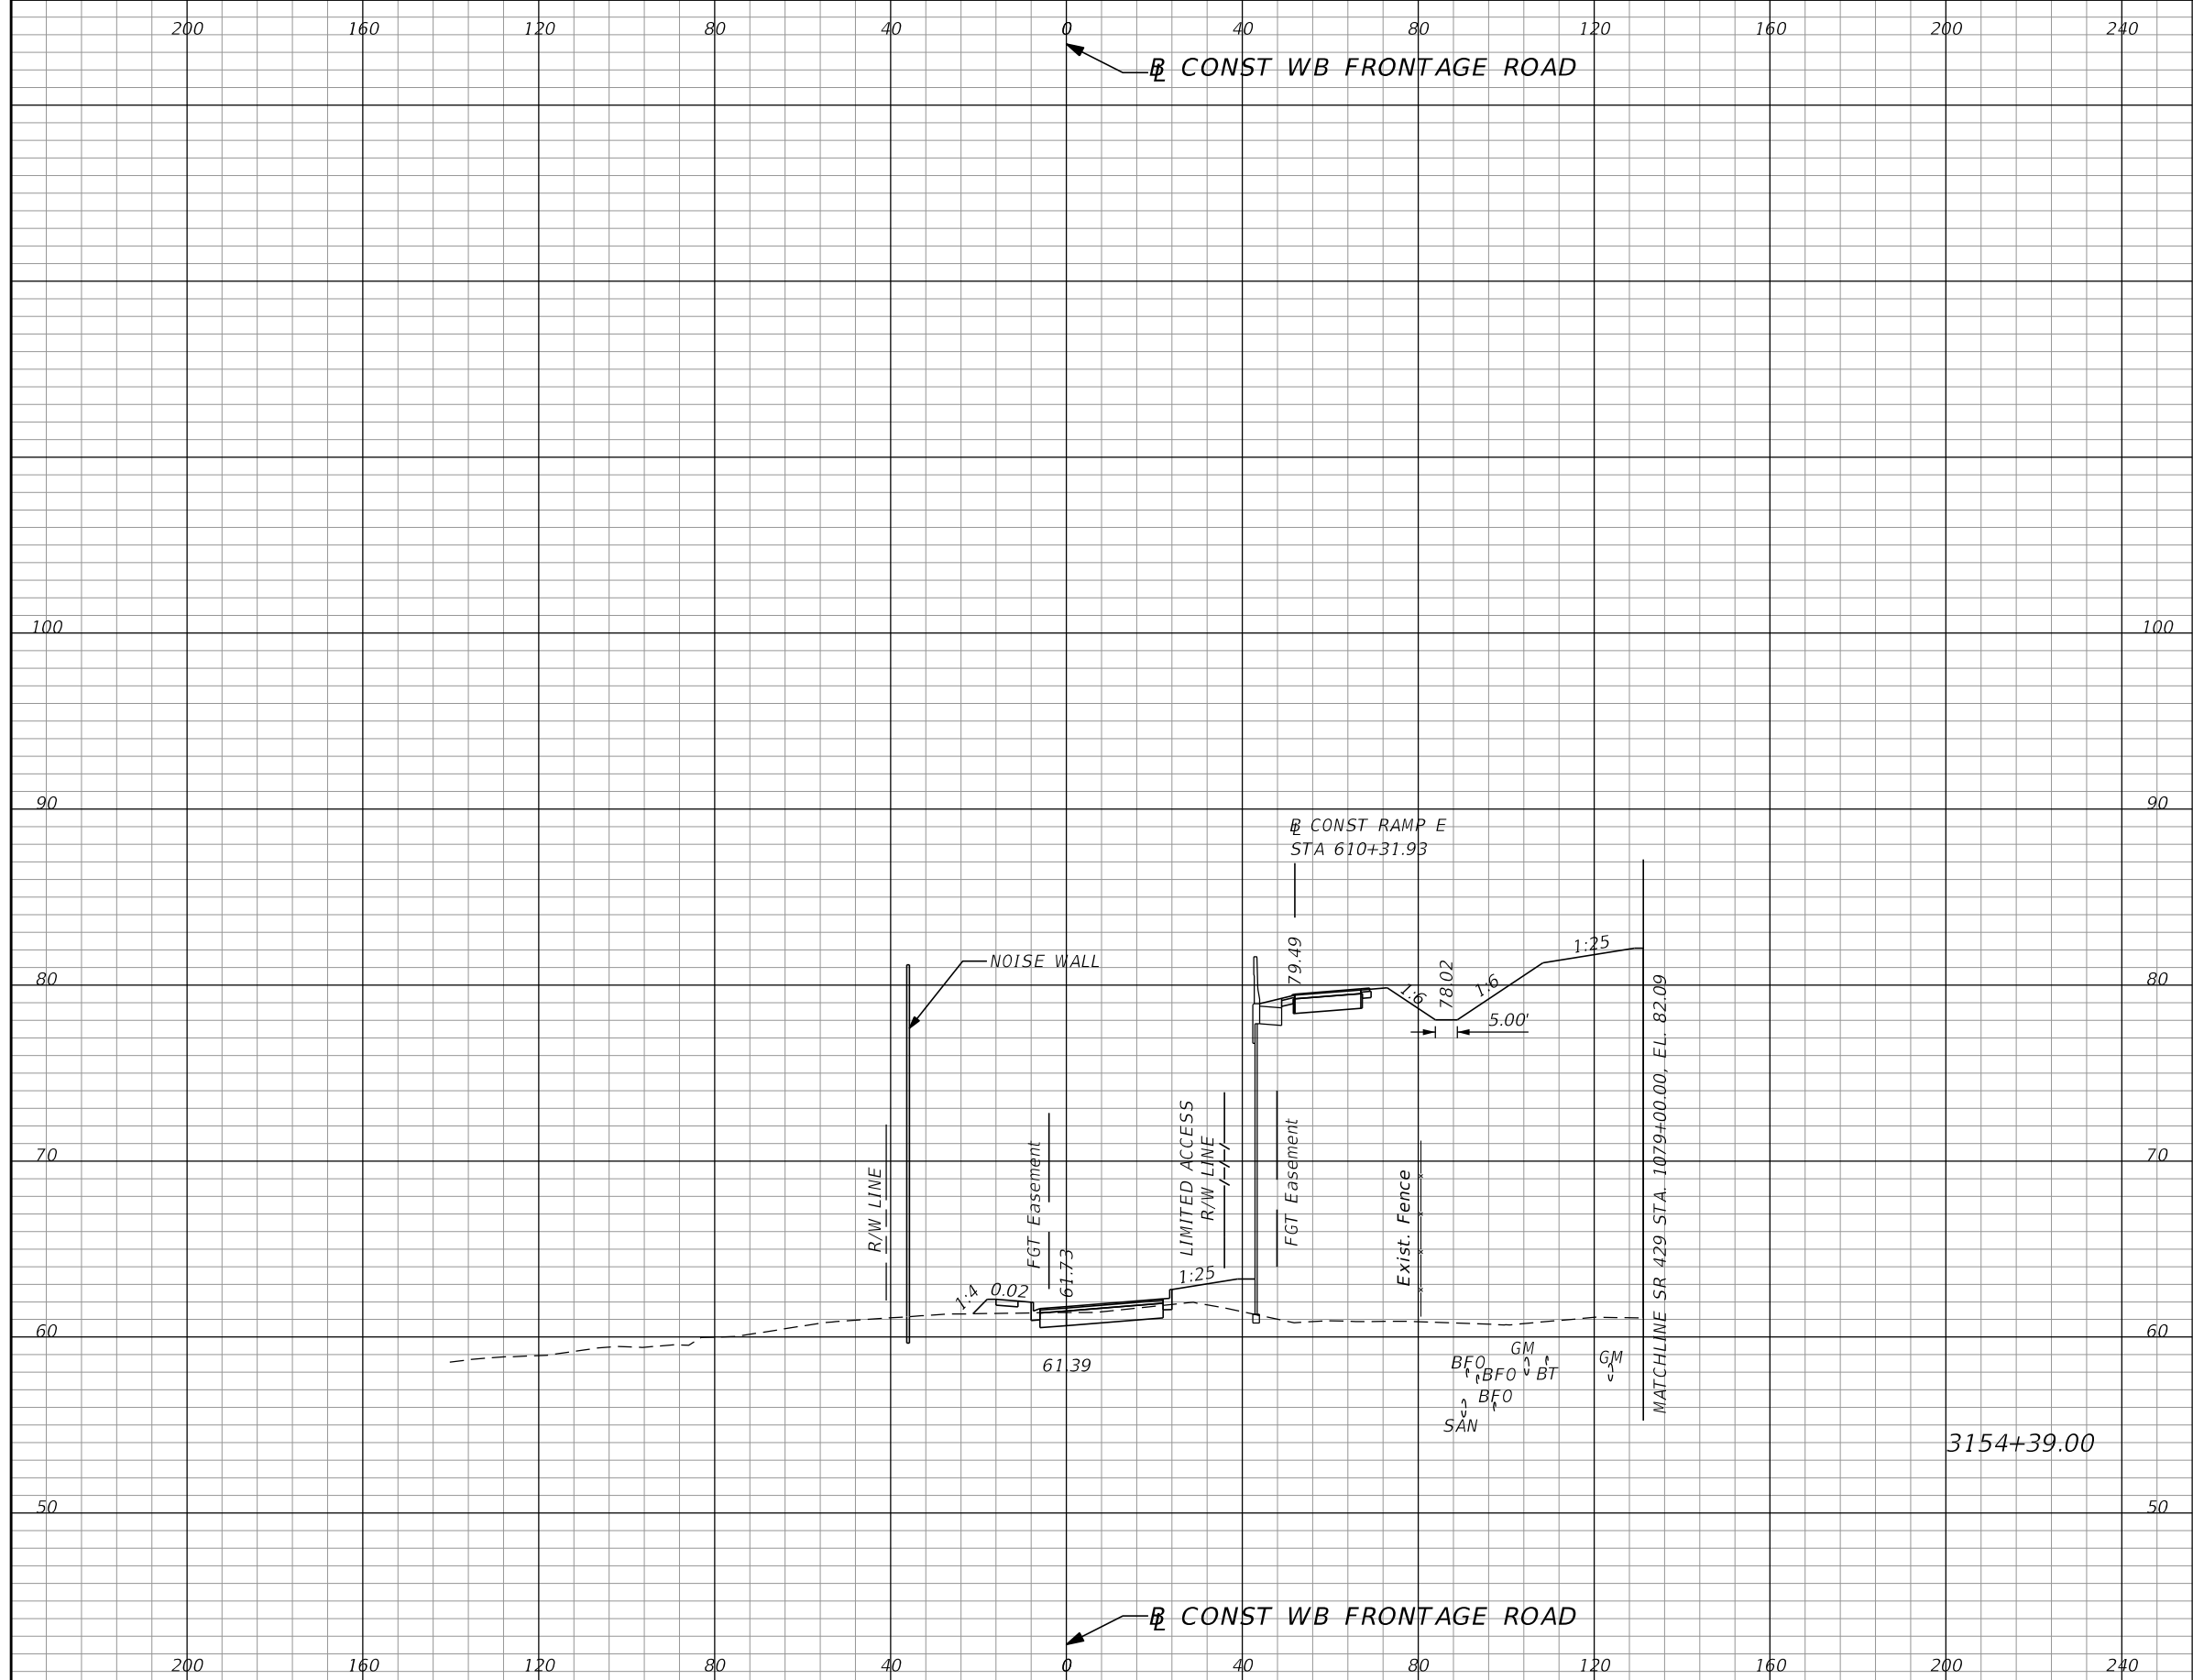 200 160 120 80 40 0 40 80 120 160 200 240
BL CONST WB FRONTAGE ROAD
100 100
90 90
BL CONST RAMP E
STA 610+31.93
79.49
1:25
NOISE WALL
80 80
1:6
78.02
1:6
5.00'
MATCHLINE SR 429 STA. 1079+00.00, EL. 82.09
70 70
R/W LINE
FGT Easement
61.73
LIMITED ACCESS
R/W LINE
FGT Easement
Exist. Fence
1:4
0.02
1:25
60 60
61.39
BFO
BFO
GM
BT
GM
BFO
SAN
3154+39.00
50 50
BL CONST WB FRONTAGE ROAD
200 160 120 80 40 0 40 80 120 160 200 240